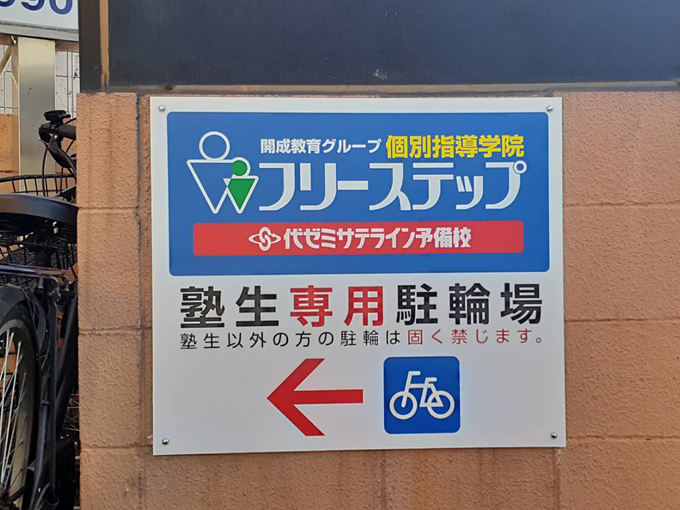 開成教育グループ 個別指導学院
フリーステップ
代ゼミサテライン予備校
塾生専用駐輪場
塾生以外の方の駐輪は固く禁じます。